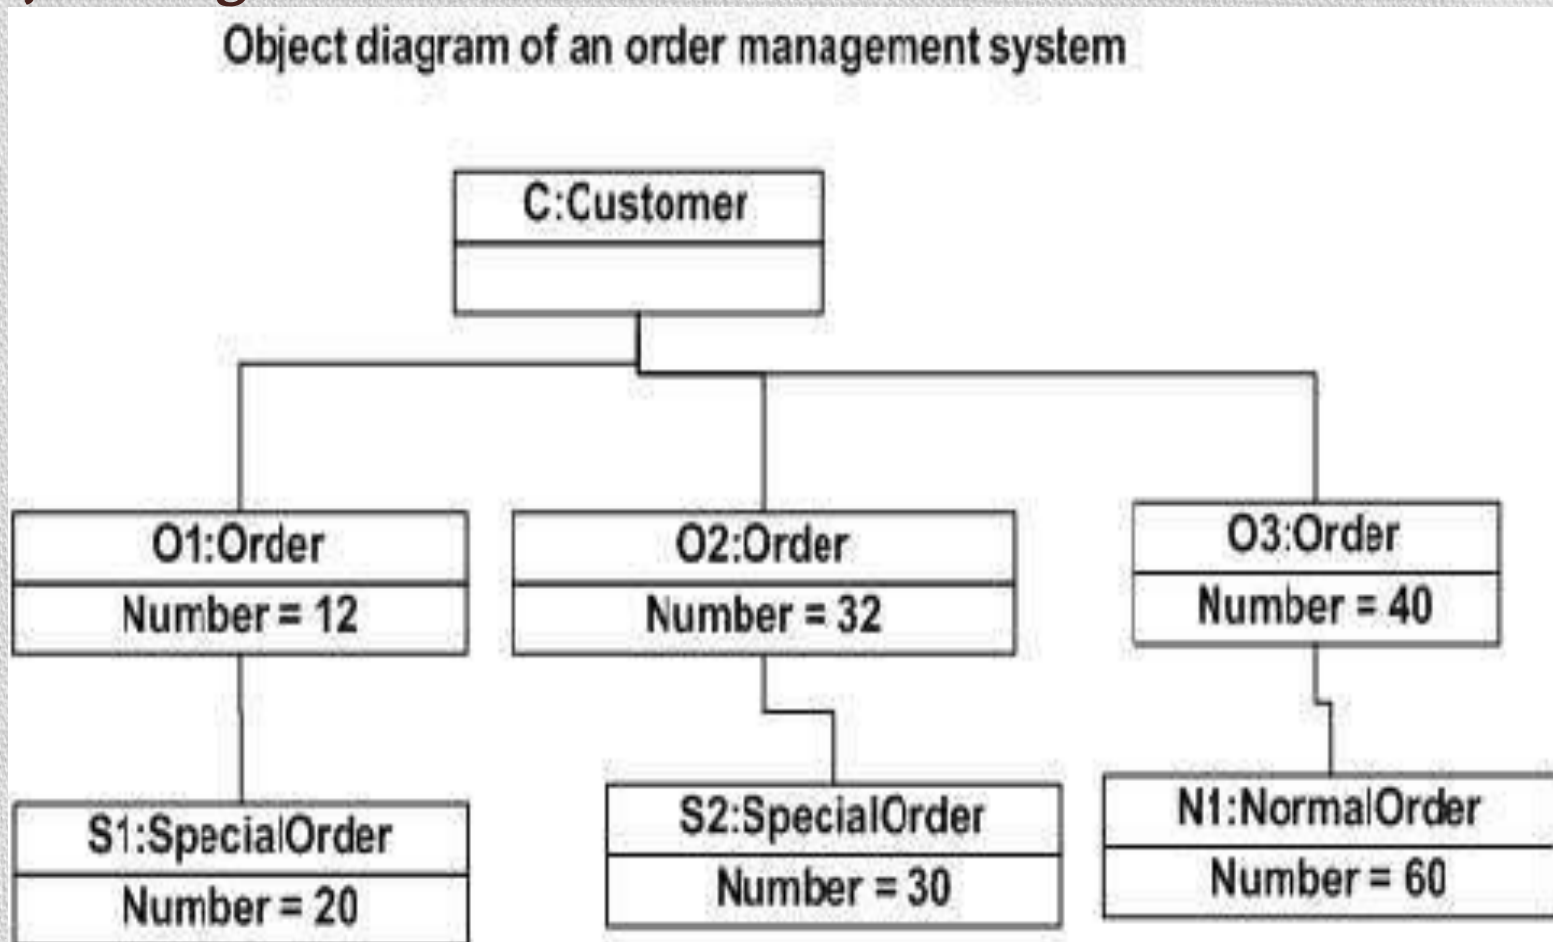 Object diagram of an order management system
C:Customer
O1:Order
Number = 12
O2:Order
Number = 32
O3:Order
Number = 40
S1:SpecialOrder
Number = 20
S2:SpecialOrder
Number = 30
N1:NormalOrder
Number = 60